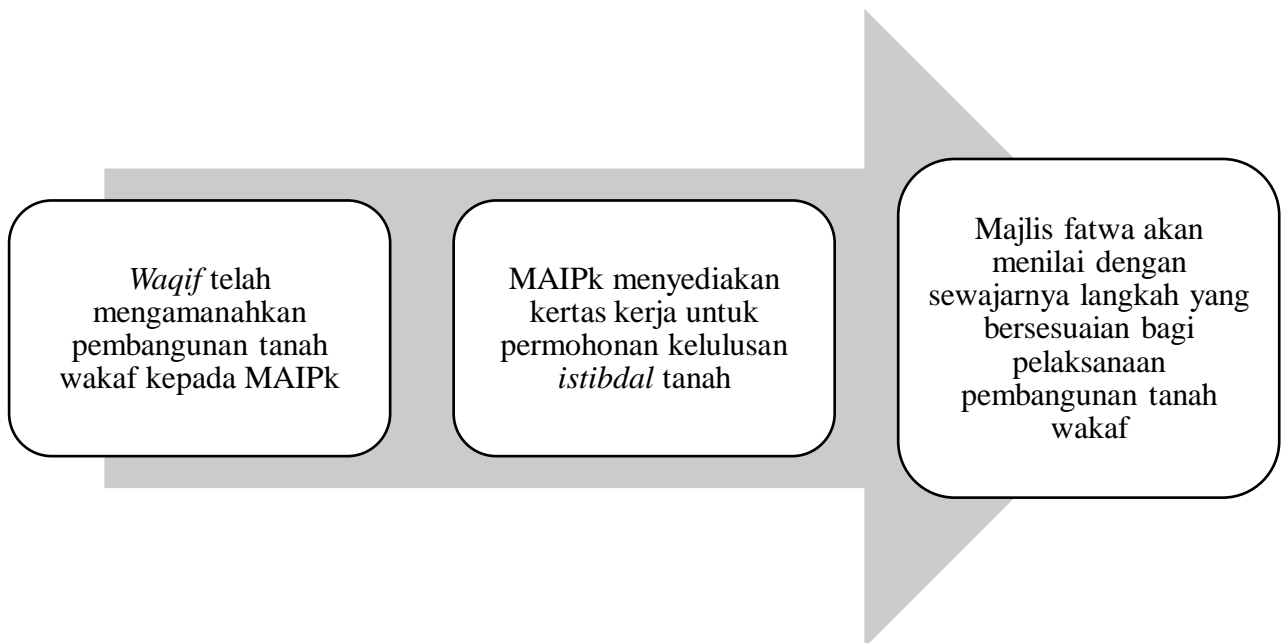 Waqif telah
mengamanahkan
pembangunan tanah
wakaf kepada MAIPk
MAIPk menyediakan
kertas kerja untuk
permohonan kelulusan
istibdal tanah
Majlis fatwa akan
menilai dengan
sewajarnya langkah yang
bersesuaian bagi
pelaksanaan
pembangunan tanah
wakaf